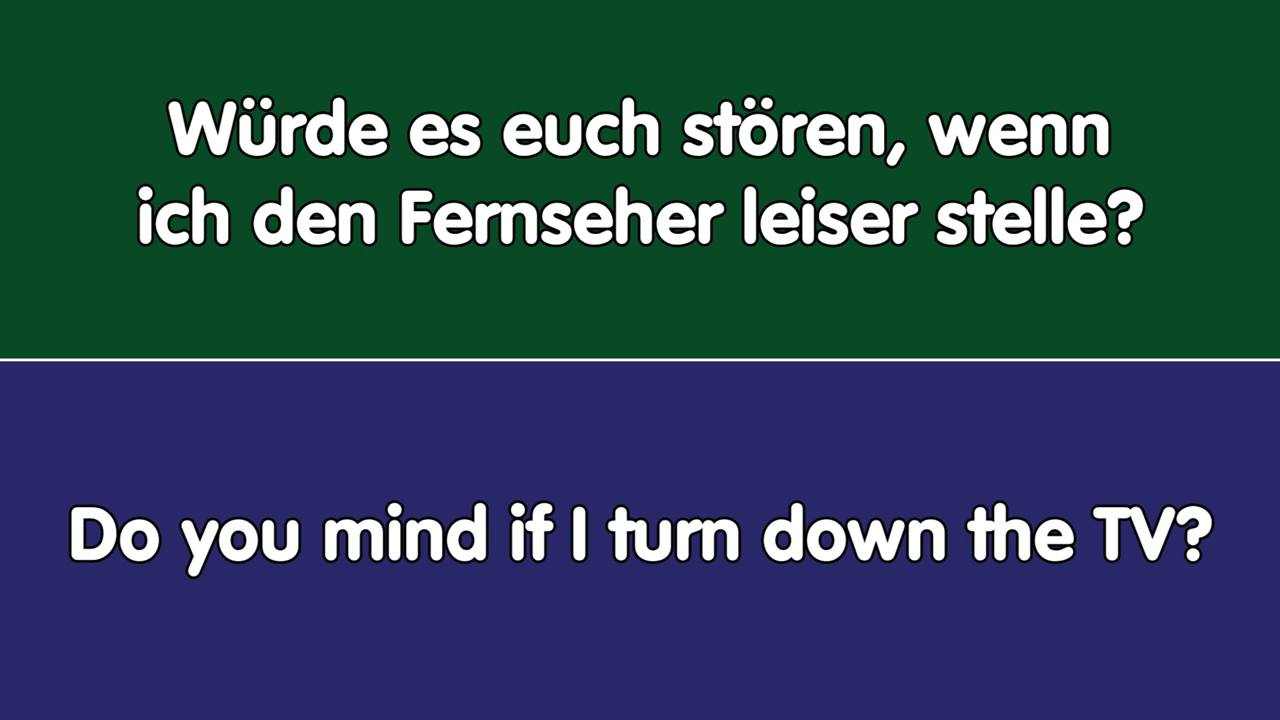 Würde es euch stören, wenn
ich den Fernseher leiser stelle?
Do you mind if I turn down the TV?